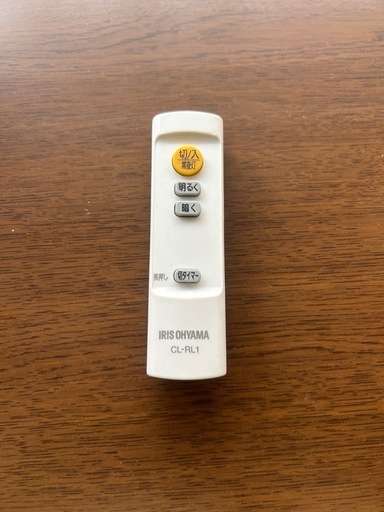 切/入
常夜灯
明るく
暗く
長押し 切タイマー
IRIS OHYAMA
CL-RL1